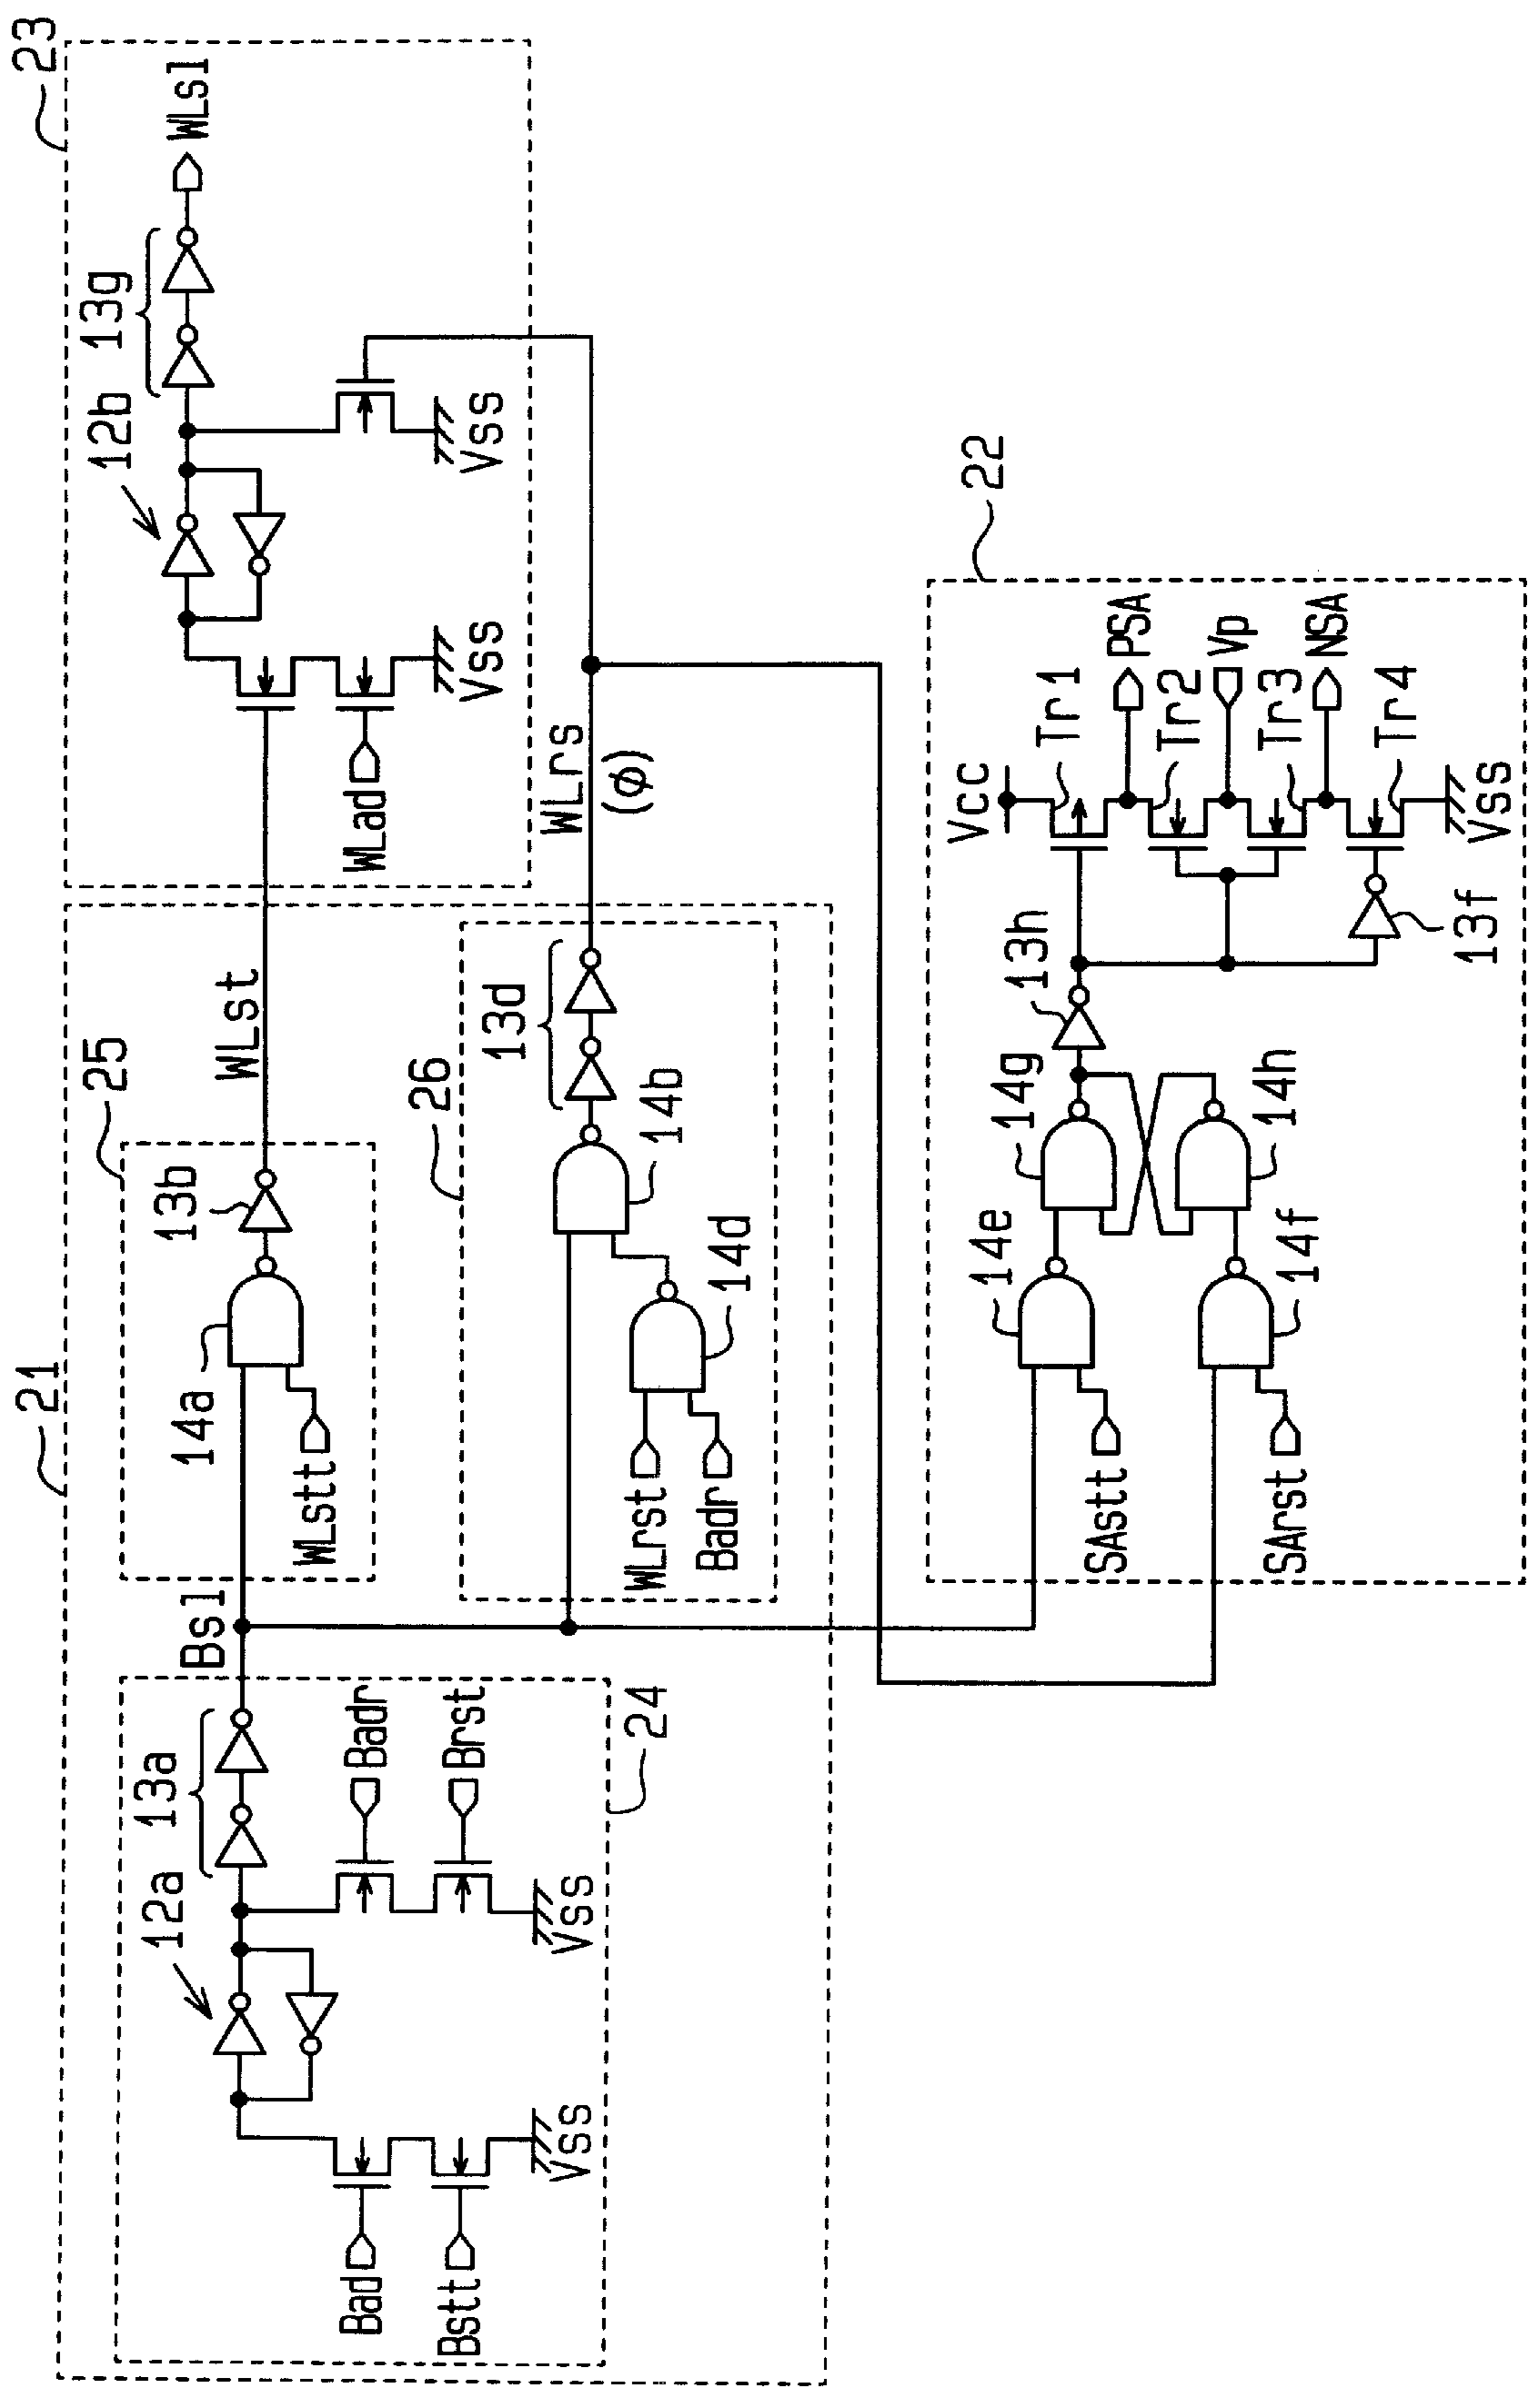 21
24
12a
13a
Bad
Bstt
Vss
Badr
Brst
Vss
Bsl
25
14a
13b
WLstt
WLst
26
14b
13d
14d
WLrst
Badr
WLrs
(ϕ)
23
12b
13g
WLsl
WLad
Vss
Vss
22
14e
14g
13h
14f
14h
SAstt
SArst
13f
Vcc
Tr1
PSA
Tr2
Vp
Tr3
NSA
Tr4
Vss